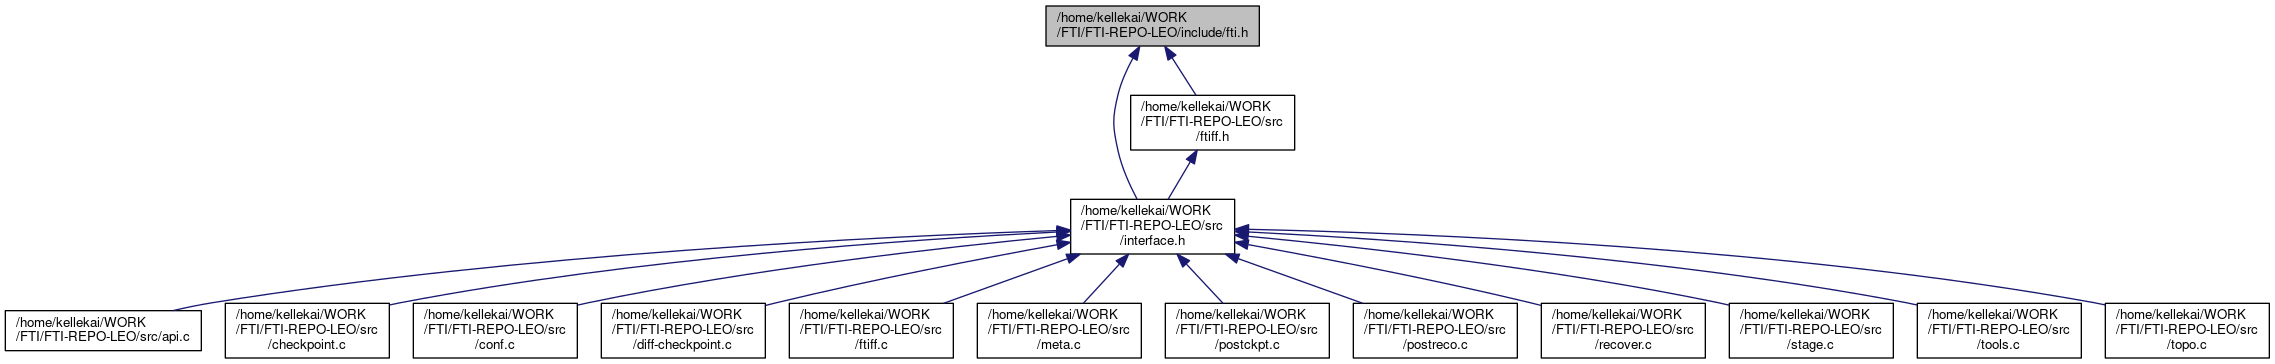 /home/kellekai/WORK
/FTI/FTI-REPO-LEO/include/fti.h
/home/kellekai/WORK
/FTI/FTI-REPO-LEO/src
/ftiff.h
/home/kellekai/WORK
/FTI/FTI-REPO-LEO/src
/interface.h
/home/kellekai/WORK
/FTI/FTI-REPO-LEO/src/api.c
/home/kellekai/WORK
/FTI/FTI-REPO-LEO/src
/checkpoint.c
/home/kellekai/WORK
/FTI/FTI-REPO-LEO/src
/conf.c
/home/kellekai/WORK
/FTI/FTI-REPO-LEO/src
/diff-checkpoint.c
/home/kellekai/WORK
/FTI/FTI-REPO-LEO/src
/ftiff.c
/home/kellekai/WORK
/FTI/FTI-REPO-LEO/src
/meta.c
/home/kellekai/WORK
/FTI/FTI-REPO-LEO/src
/postckpt.c
/home/kellekai/WORK
/FTI/FTI-REPO-LEO/src
/postreco.c
/home/kellekai/WORK
/FTI/FTI-REPO-LEO/src
/recover.c
/home/kellekai/WORK
/FTI/FTI-REPO-LEO/src
/stage.c
/home/kellekai/WORK
/FTI/FTI-REPO-LEO/src
/tools.c
/home/kellekai/WORK
/FTI/FTI-REPO-LEO/src
/topo.c